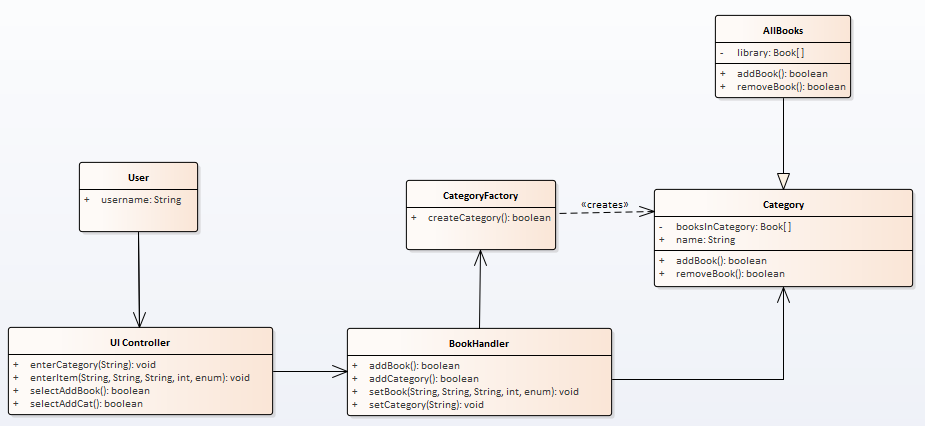 AllBooks
- library: Book[ ]
+ addBook(): boolean
+ removeBook(): boolean
User
+ username: String
CategoryFactory
+ createCategory(): boolean
«creates»
Category
- booksInCategory: Book[ ]
+ name: String
+ addBook(): boolean
+ removeBook(): boolean
UI Controller
+ enterCategory(String): void
+ enterItem(String, String, String, int, enum): void
+ selectAddBook(): boolean
+ selectAddCat(): boolean
BookHandler
+ addBook(): boolean
+ addCategory(): boolean
+ setBook(String, String, String, int, enum): void
+ setCategory(String): void